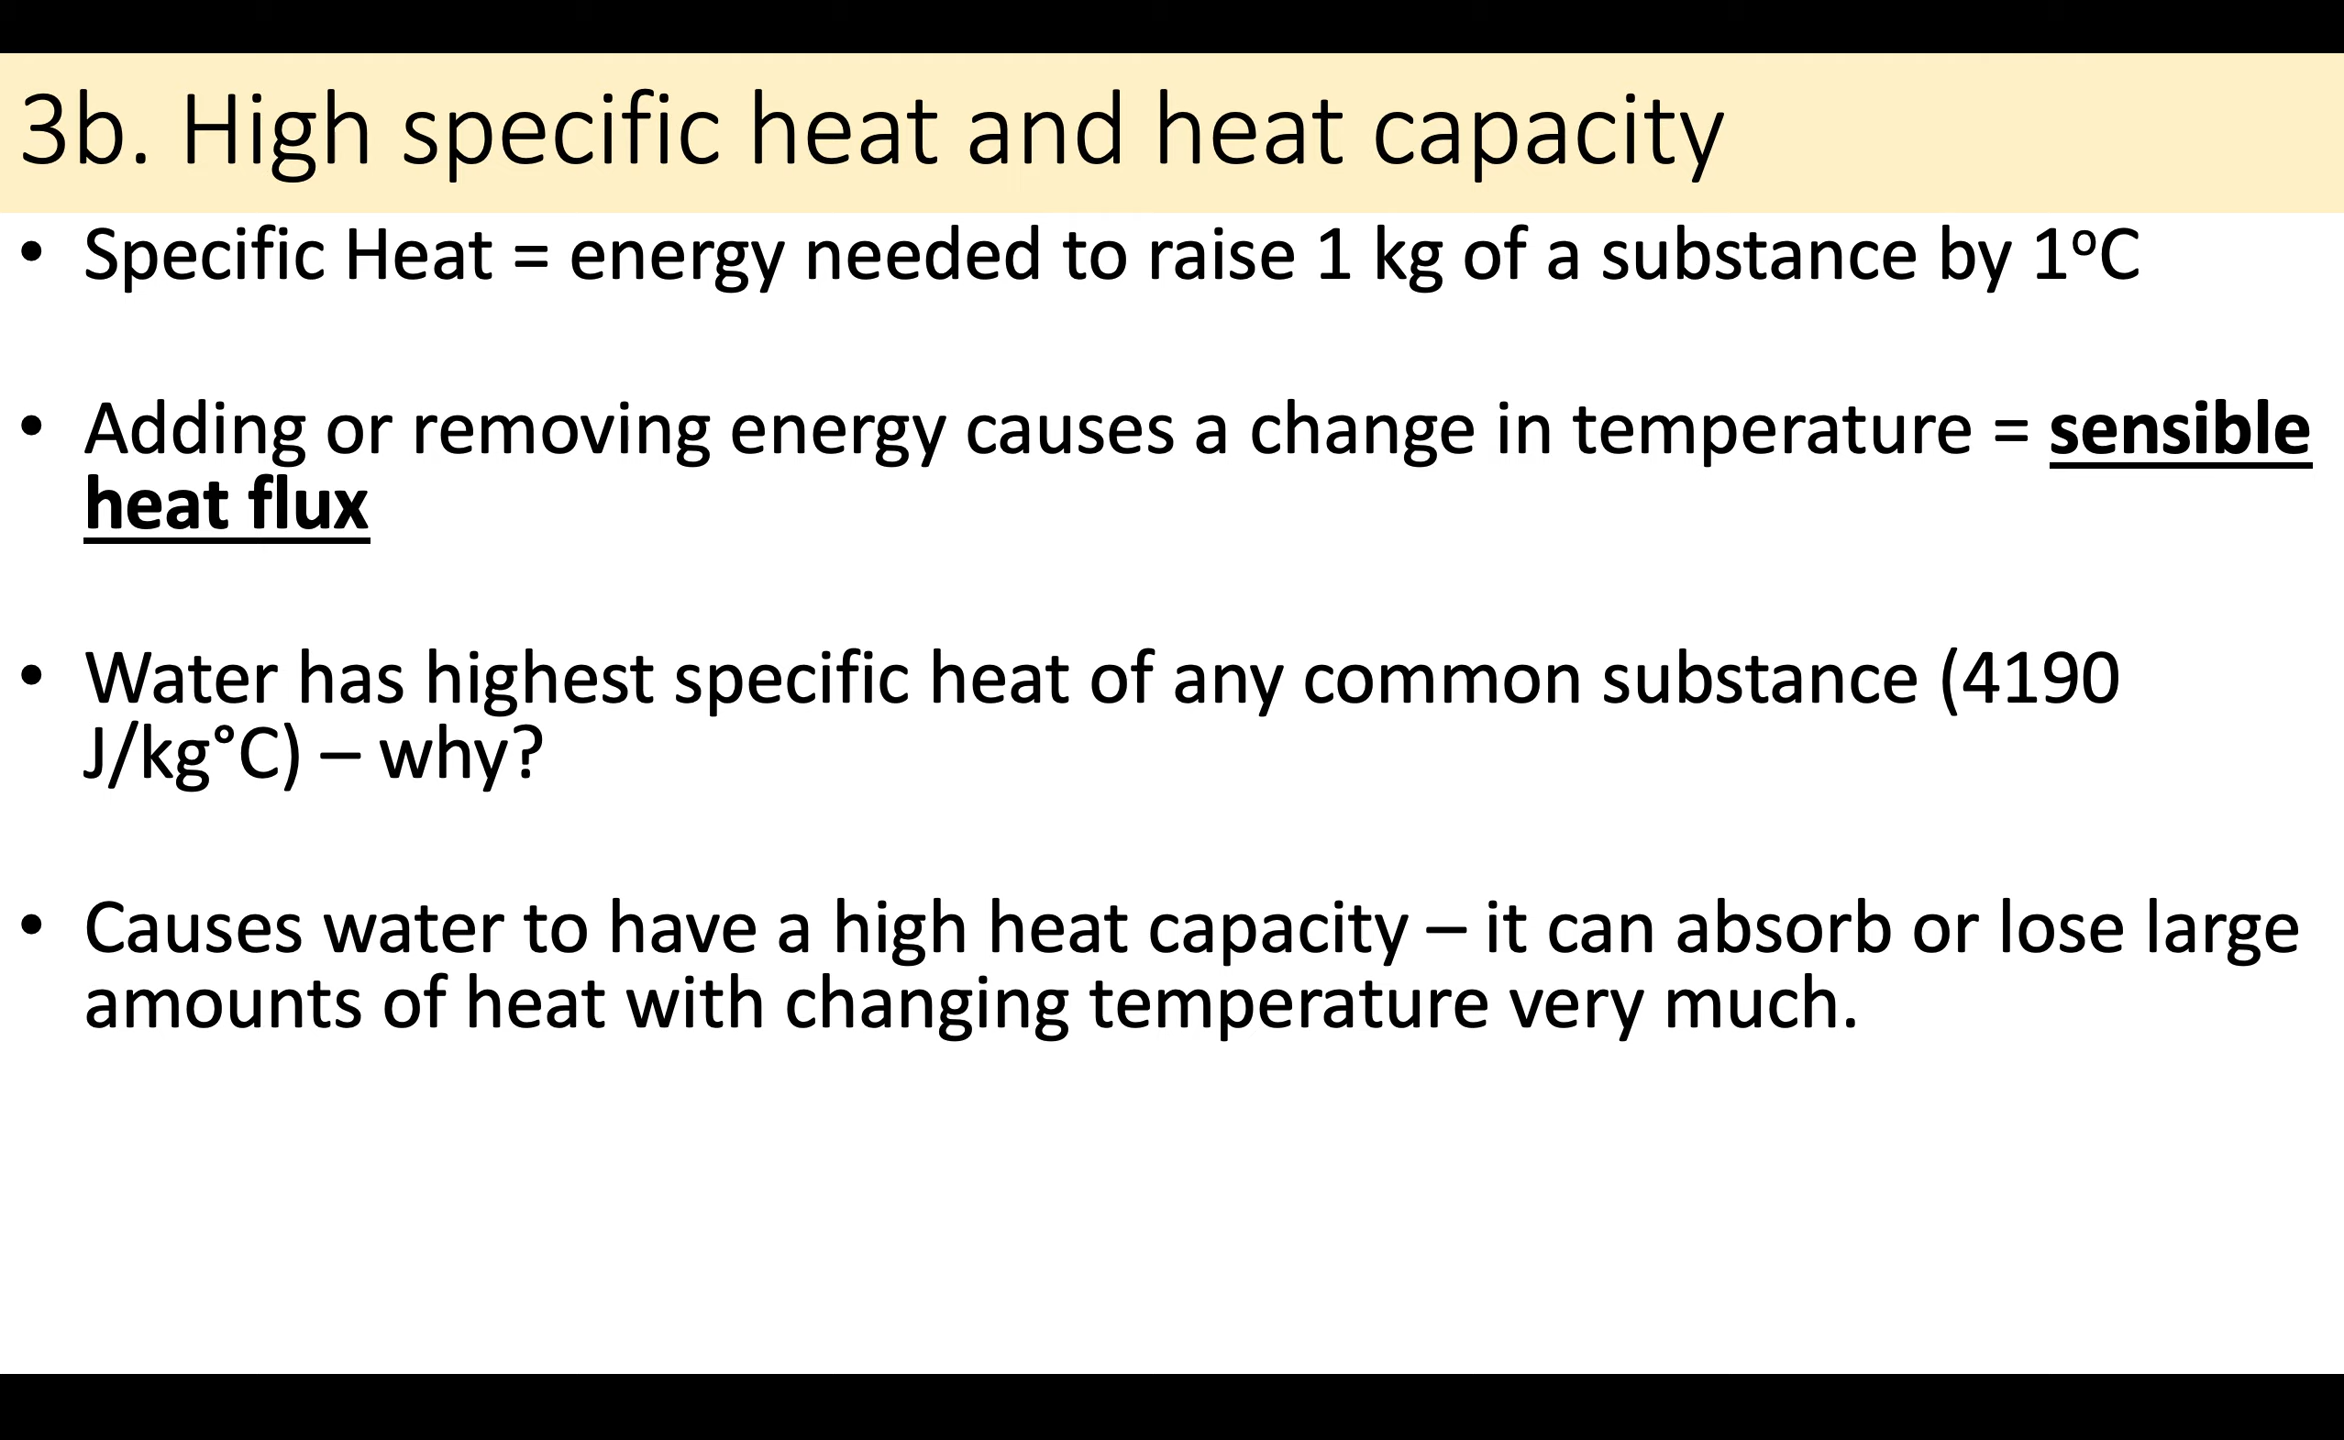 3b. High specific heat and heat capacity
• Specific Heat = energy needed to raise 1 kg of a substance by 1°C
• Adding or removing energy causes a change in temperature = sensible
heat flux
• Water has highest specific heat of any common substance (4190
J/kg°C) – why?
• Causes water to have a high heat capacity – it can absorb or lose large
amounts of heat with changing temperature very much.